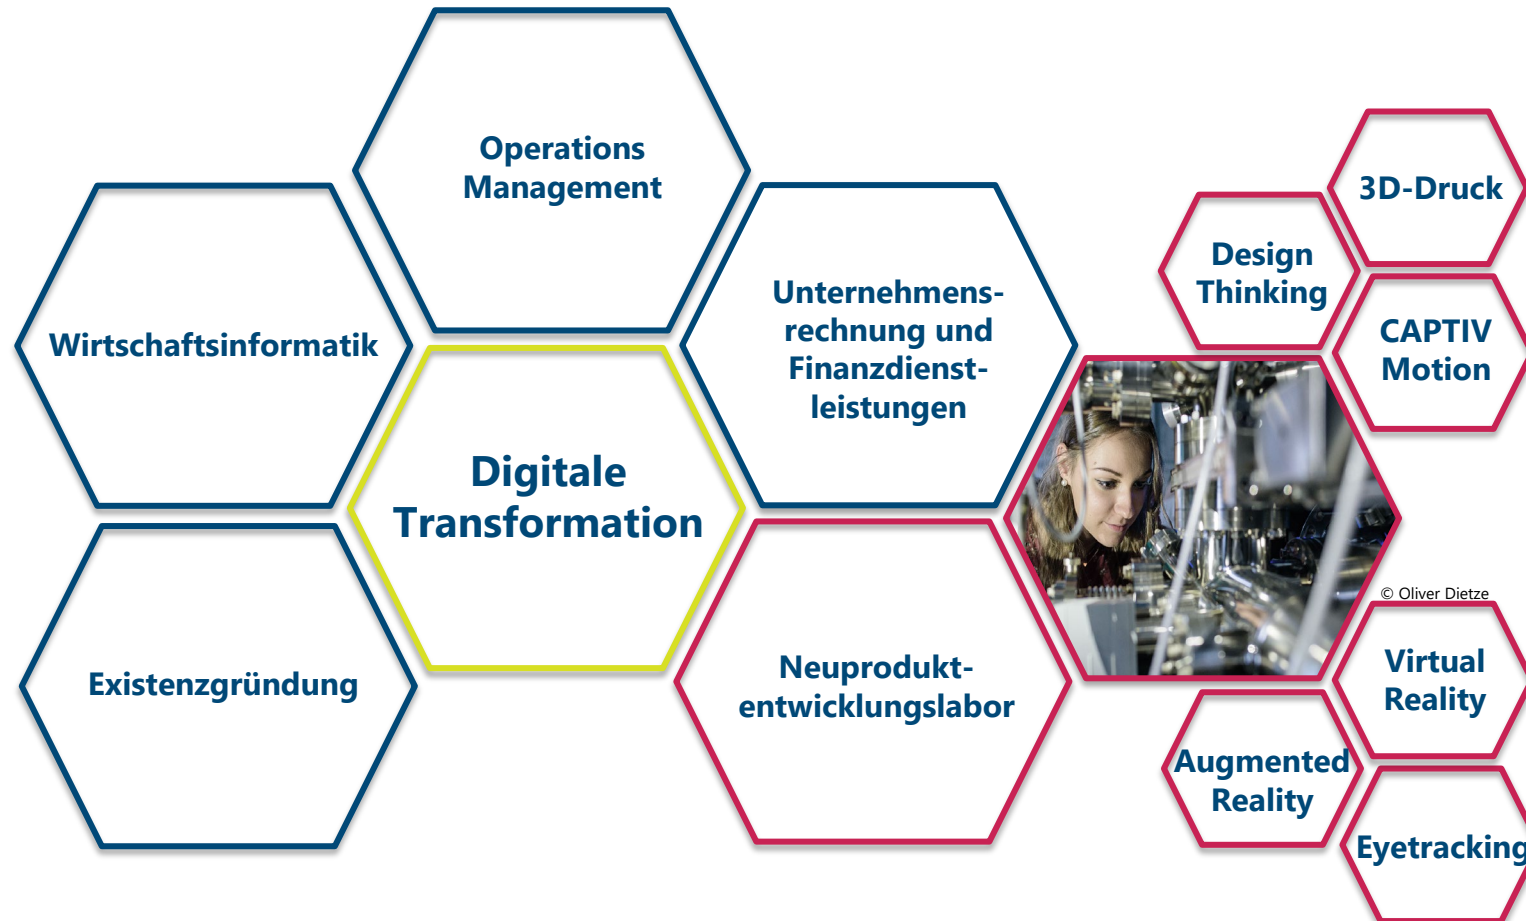 Operations
Management
Wirtschaftsinformatik
Unternehmens-
rechnung und
Finanzdienst-
leistungen
Digitale
Transformation
Existenzgründung
Neuprodukt-
entwicklungslabor
3D-Druck
Design
Thinking
CAPTIV
Motion
© Oliver Dietze
Virtual
Reality
Augmented
Reality
Eyetracking